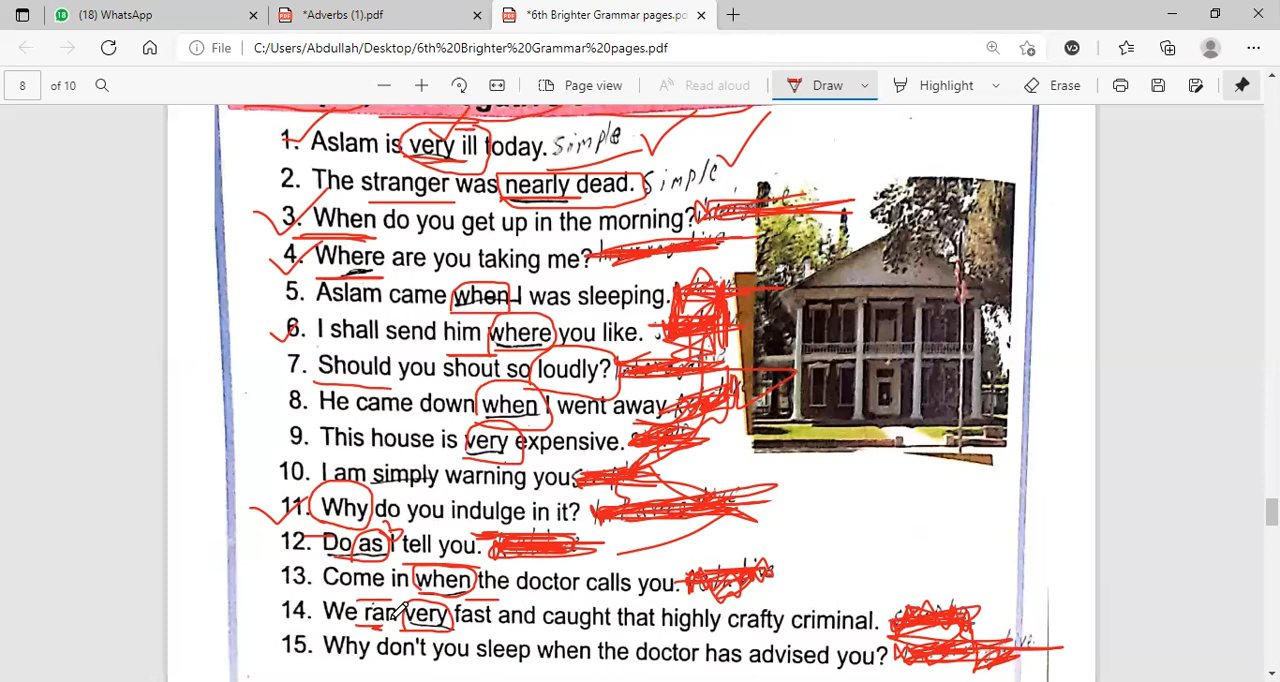 (18) WhatsApp
*Adverbs (1).pdf
*6th Brighter Grammar pages.pd
File
C:/Users/Abdullah/Desktop/6th%20Brighter%20Grammar%20pages.pdf
8 of 10
Page view
Read aloud
Draw
Highlight
Erase
1. Aslam is very ill today. simple
2. The stranger was nearly dead. simple
3. When do you get up in the morning?
4. Where are you taking me?
5. Aslam came when I was sleeping.
6. I shall send him where you like.
7. Should you shout so loudly?
8. He came down when I went away
9. This house is very expensive.
10. I am simply warning you
11. Why do you indulge in it?
12. Do as I tell you.
13. Come in when the doctor calls you.
14. We ran very fast and caught that highly crafty criminal.
15. Why don't you sleep when the doctor has advised you?